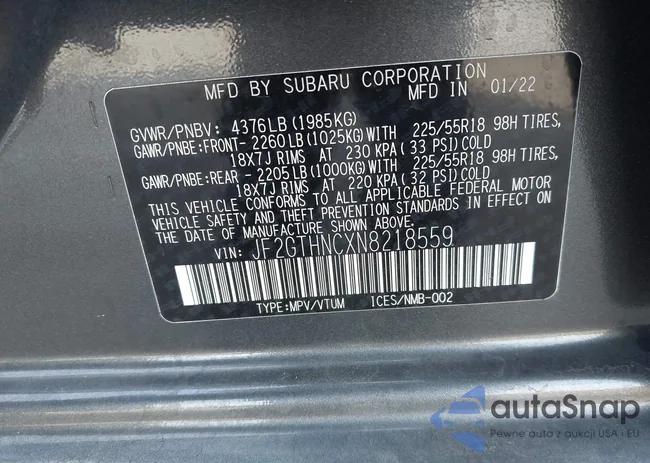 MFD BY SUBARU CORPORATION
MFD IN 01/22
GVWR/PNBV: 4376LB(1985KG)
GAWR/PNBE:FRONT- 2260LB(1025KG)WITH 225/55R18 98H TIRES,
18X7J RIMS AT 230 KPA(33 PSI)COLD
GAWR/PNBE:REAR - 2205LB(1000KG)WITH 225/55R18 98H TIRES,
18X7J RIMS AT 220 KPA(32 PSI)COLD
THIS VEHICLE CONFORMS TO ALL APPLICABLE FEDERAL MOTOR
VEHICLE SAFETY AND THEFT PREVENTION STANDARDS IN EFFECT
ON THE DATE OF MANUFACTURE SHOWN ABOVE.
VIN: JF2GTHNCXN8218559
TYPE:MPV/VTUM ICES/NMB-002
autaSnap
Pewne auta z aukcji USA i EU